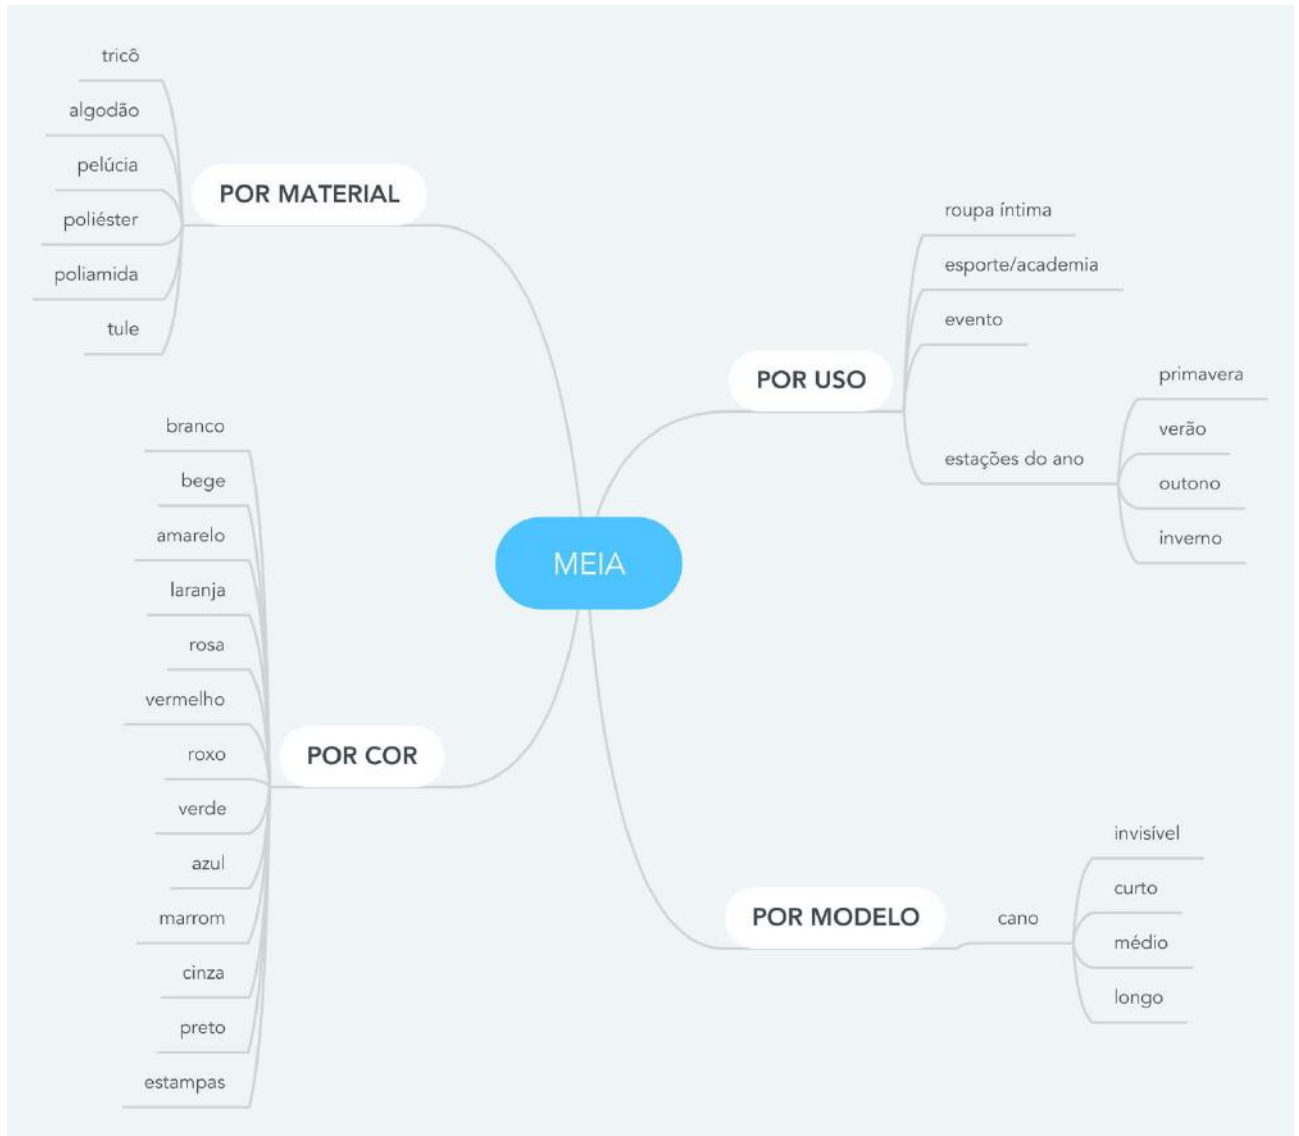 tricô
algodão
pelúcia
poliéster
poliamida
tule
POR MATERIAL
roupa íntima
esporte/academia
evento
POR USO
estações do ano
primavera
verão
outono
inverno
MEIA
branco
bege
amarelo
laranja
rosa
vermelho
roxo
verde
azul
marrom
cinza
preto
estampas
POR COR
POR MODELO
cano
invisível
curto
médio
longo